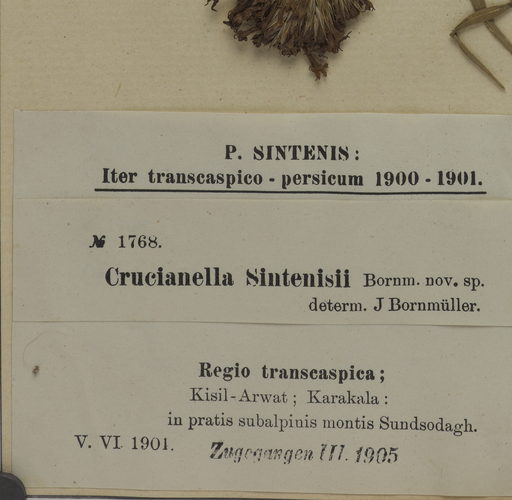 P. SINTENIS:
Iter transcaspico - persicum 1900 - 1901.
№ 1768.
Crucianella Sintenisii Bornm. nov. sp.
determ. J Bornmüller.
Regio transcaspica;
Kisil-Arwat; Karakala:
in pratis subalpinis montis Sundsodagh.
V. VI. 1901.
Zugegangen III. 1905